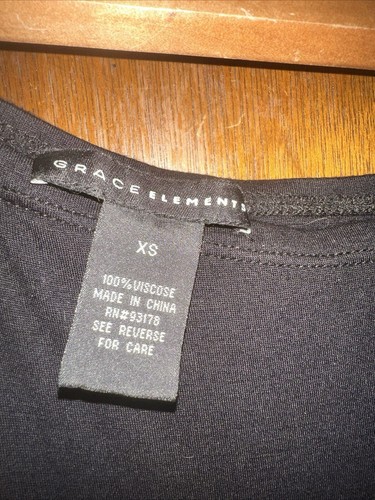 GRACE ELEMENTS
XS
100%VISCOSE
MADE IN CHINA
RN#93178
SEE REVERSE
FOR CARE